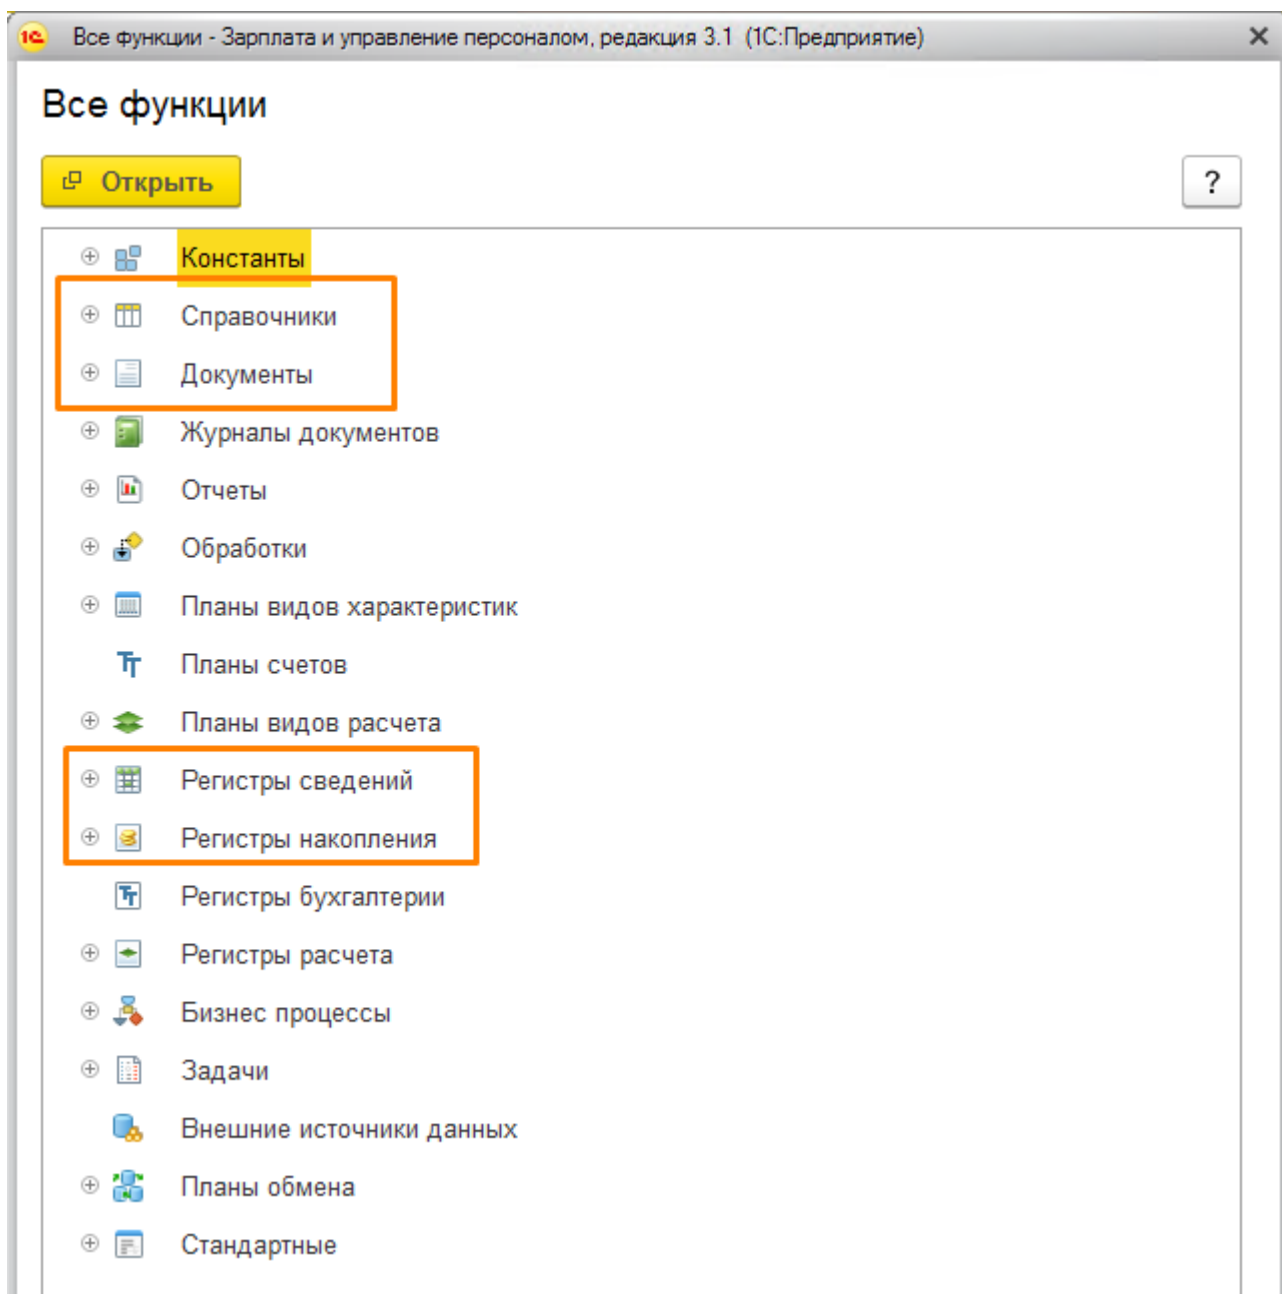 1С Все функции - Зарплата и управление персоналом, редакция 3.1 (1С:Предприятие)
Все функции
Открыть ?
Константы
Справочники
Документы
Журналы документов
Отчеты
Обработки
Планы видов характеристик
Планы счетов
Планы видов расчета
Регистры сведений
Регистры накопления
Регистры бухгалтерии
Регистры расчета
Бизнес процессы
Задачи
Внешние источники данных
Планы обмена
Стандартные